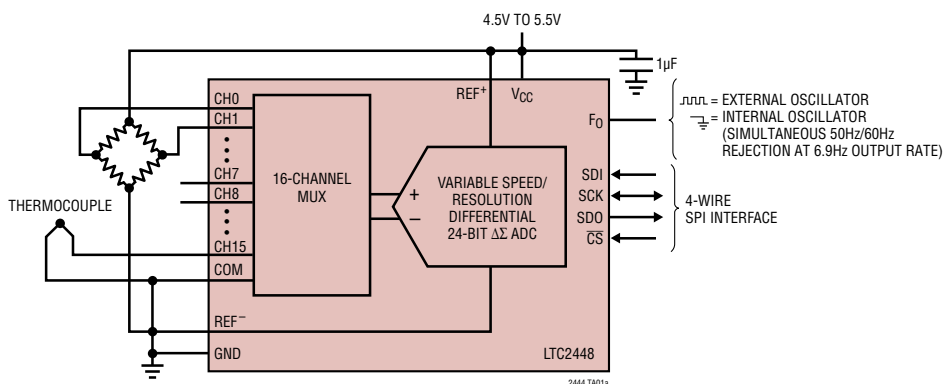 4.5V TO 5.5V
1µF
REF+
VCC
CH0
CH1
CH7
CH8
CH15
COM
REF–
GND
16-CHANNEL
MUX
+
–
VARIABLE SPEED/
RESOLUTION
DIFFERENTIAL
24-BIT ΔΣ ADC
THERMOCOUPLE
FO
= EXTERNAL OSCILLATOR
= INTERNAL OSCILLATOR
(SIMULTANEOUS 50Hz/60Hz
REJECTION AT 6.9Hz OUTPUT RATE)
SDI
SCK
SDO
C̅S̅
4-WIRE
SPI INTERFACE
LTC2448
2444 TA01a